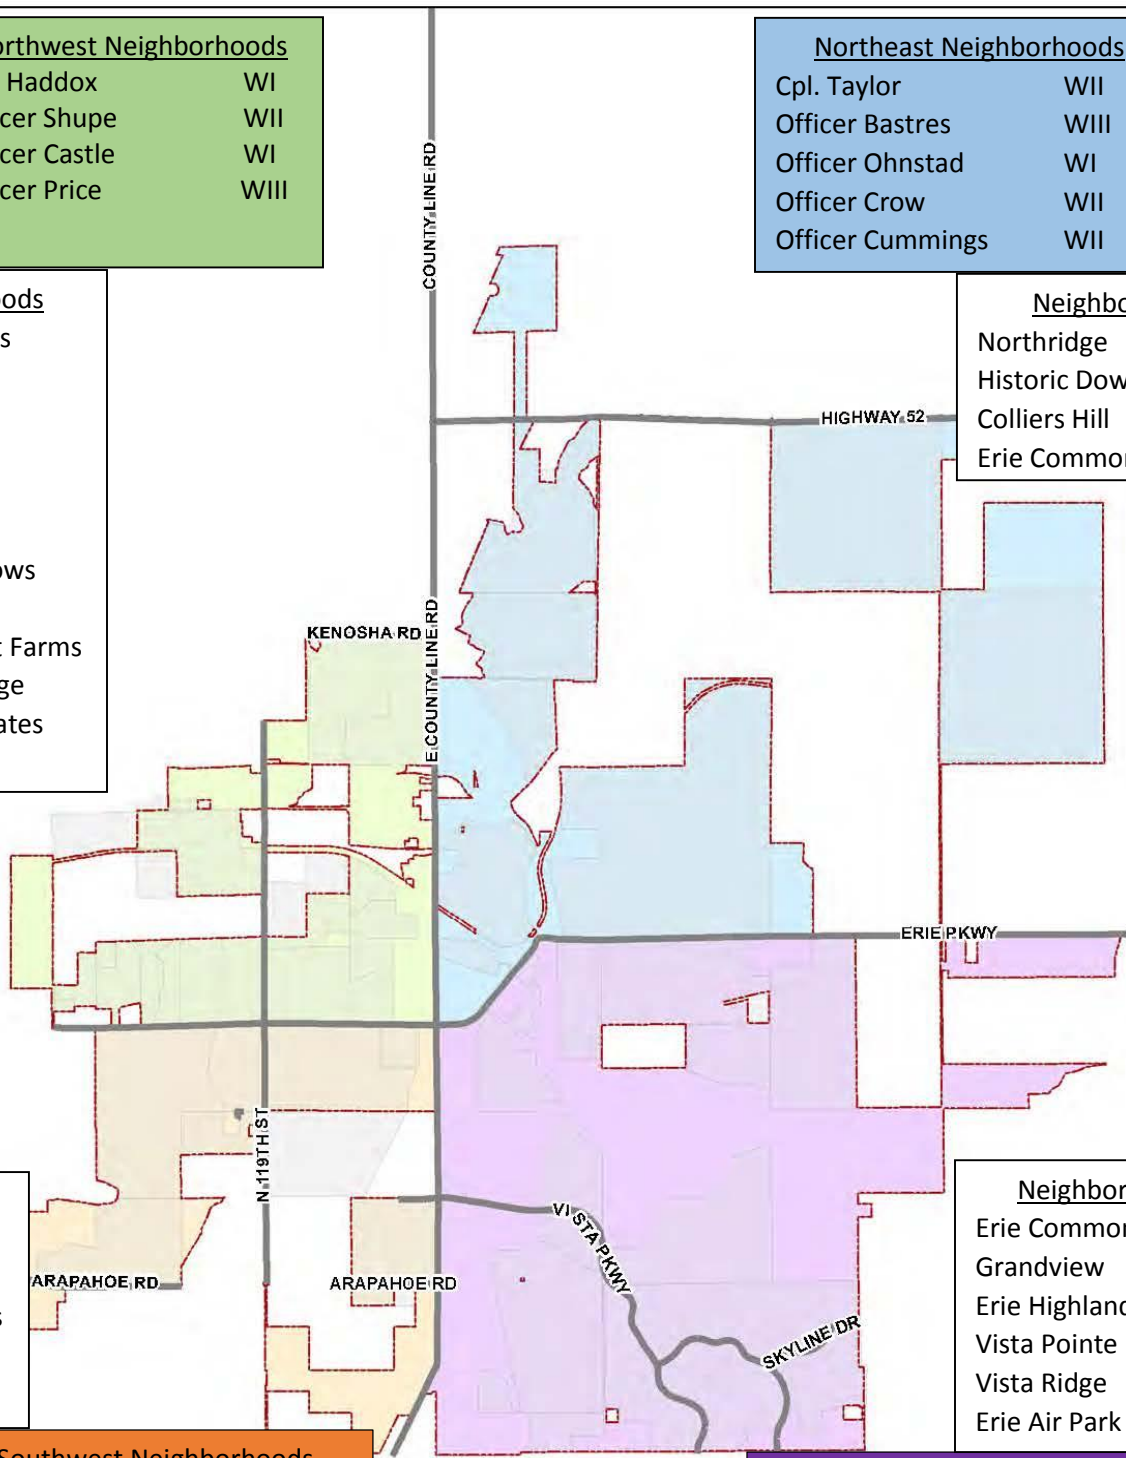 orthwest Neighborhoods
Haddox WI
cer Shupe WII
cer Castle WI
cer Price WIII
Northeast Neighborhoods
Cpl. Taylor WII
Officer Bastres WIII
Officer Ohnstad WI
Officer Crow WII
Officer Cummings WII
oods
s
ows
t Farms
ge
ates
Neighbo
Northridge
Historic Dow
Colliers Hill
Erie Common
COUNTY LINE RD
HIGHWAY 52
KENOSHA RD
E COUNTY LINE RD
ERIE PKWY
N 119TH ST
VISTA PKWY
ARAPAHOE RD
ARAPAHOE RD
SKYLINE DR
s
Neighbor
Erie Common
Grandview
Erie Highland
Vista Pointe
Vista Ridge
Erie Air Park
Southwest Neighborhoods